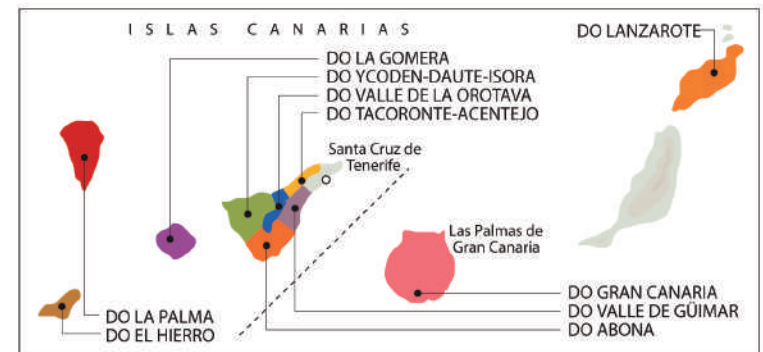 ISLAS CANARIAS
DO LANZAROTE
DO LA GOMERA
DO YCODEN-DAUTE-ISORA
DO VALLE DE LA OROTAVA
DO TACORONTE-ACENTEJO
Santa Cruz de
Tenerife
Las Palmas de
Gran Canaria
DO GRAN CANARIA
DO VALLE DE GÜIMAR
DO ABONA
DO LA PALMA
DO EL HIERRO